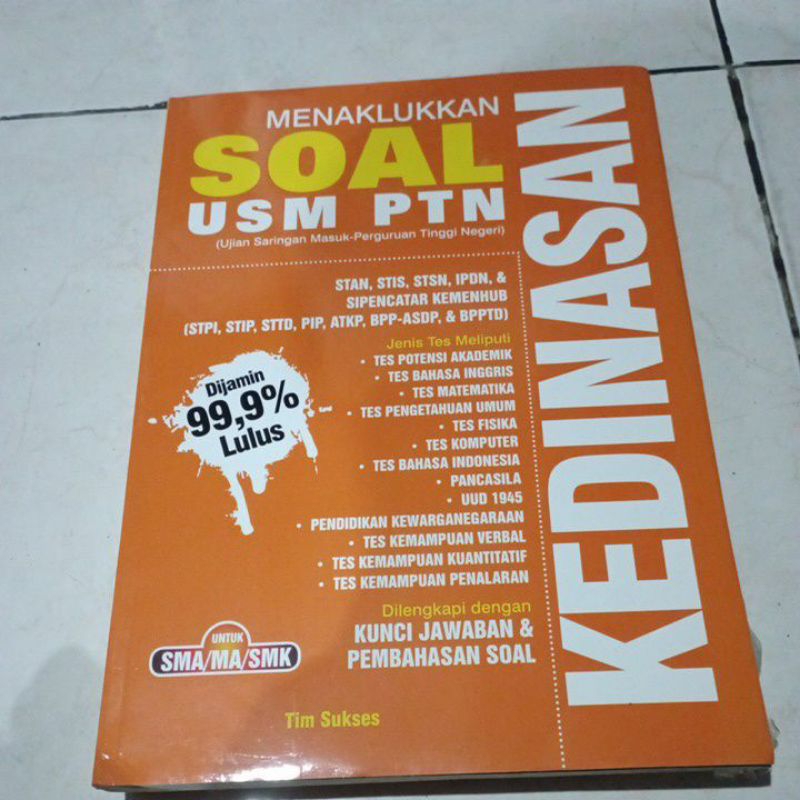 MENAKLUKKAN
SOAL
USM PTN
(Ujian Saringan Masuk-Perguruan Tinggi Negeri)
KEDINASAN
STAN, STIS, STSN, IPDN, &
SIPENCATAR KEMENHUB
(STPI, STIP, STTD, PIP, ATKP, BPP-ASDP, & BPPTD)
Jenis Tes Meliputi
• TES POTENSI AKADEMIK
• TES BAHASA INGGRIS
• TES MATEMATIKA
• TES PENGETAHUAN UMUM
• TES FISIKA
• TES KOMPUTER
• TES BAHASA INDONESIA
• PANCASILA
• UUD 1945
• PENDIDIKAN KEWARGANEGARAAN
• TES KEMAMPUAN VERBAL
• TES KEMAMPUAN KUANTITATIF
• TES KEMAMPUAN PENALARAN
Dijamin
99,9%
Lulus
Dilengkapi dengan
KUNCI JAWABAN &
PEMBAHASAN SOAL
UNTUK
SMA/MA/SMK
Tim Sukses